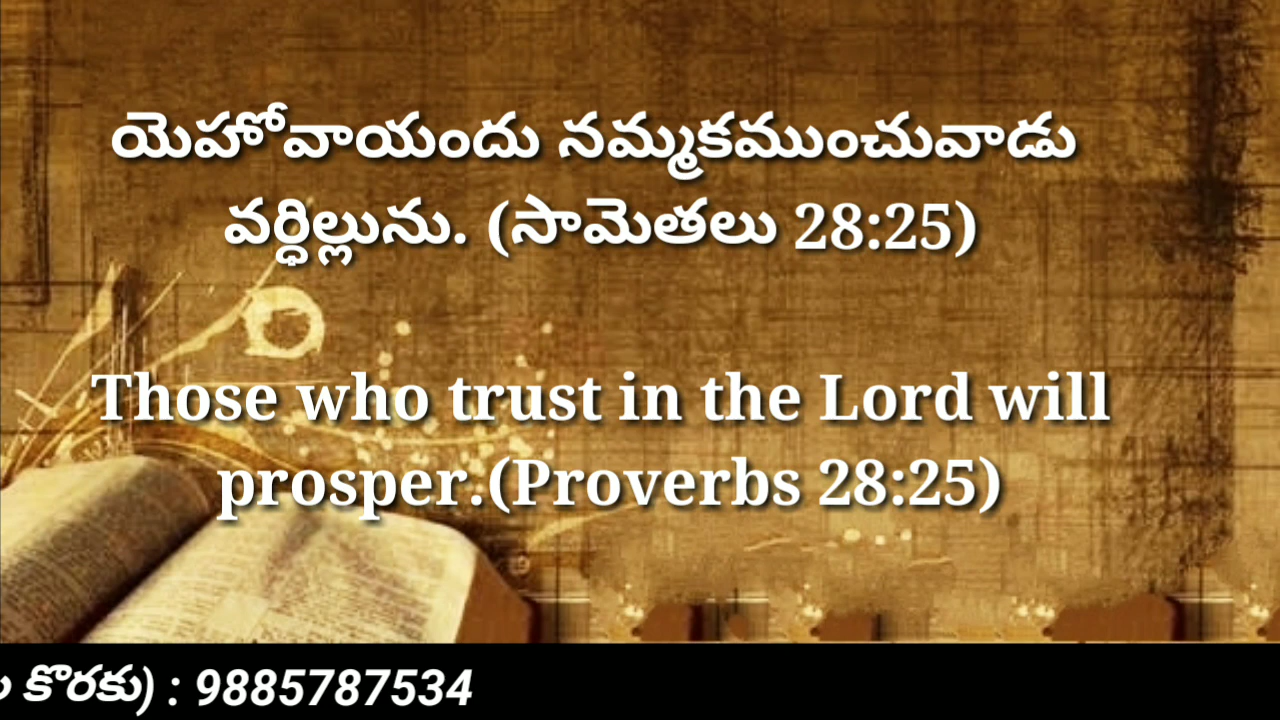 యెహోవాయందు నమ్మకముంచువాడు
వర్ధిల్లును. (సామెతలు 28:25)
Those who trust in the Lord will
prosper.(Proverbs 28:25)
కొరకు) : 9885787534